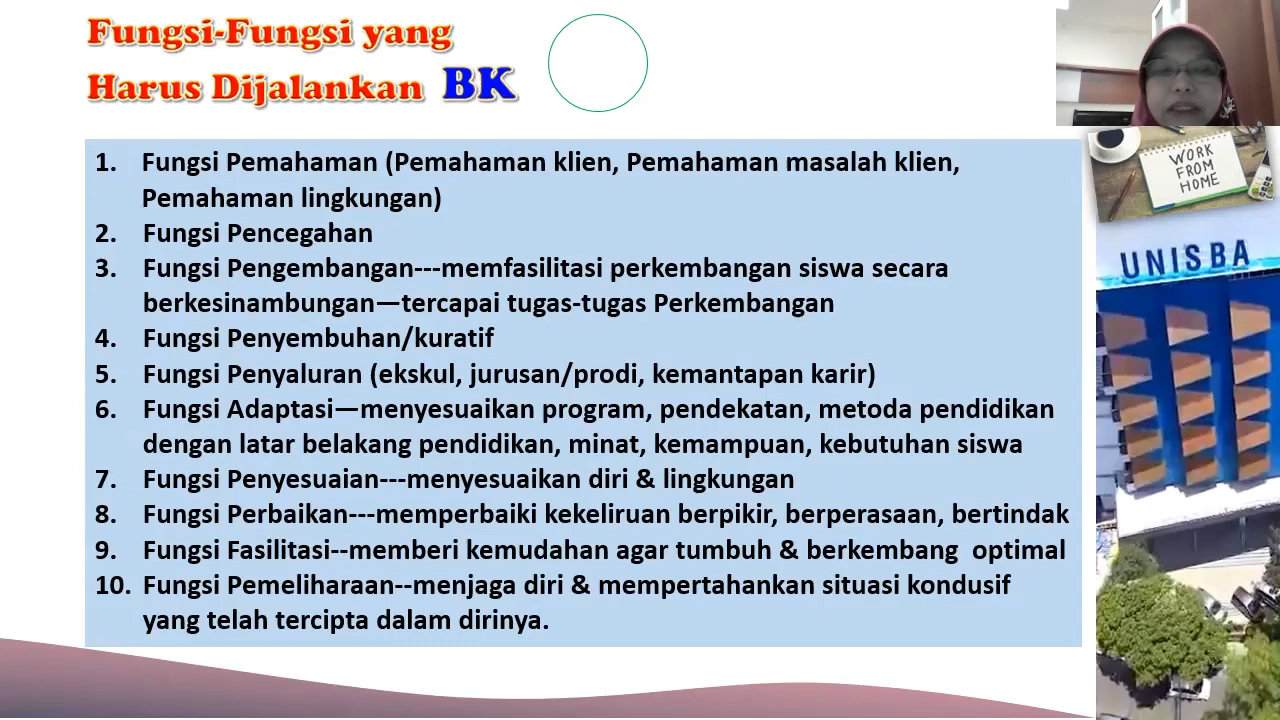 Fungsi-Fungsi yang
Harus Dijalankan BK
1. Fungsi Pemahaman (Pemahaman klien, Pemahaman masalah klien,
Pemahaman lingkungan)
2. Fungsi Pencegahan
3. Fungsi Pengembangan---memfasilitasi perkembangan siswa secara
berkesinambungan—tercapai tugas-tugas Perkembangan
4. Fungsi Penyembuhan/kuratif
5. Fungsi Penyaluran (ekskul, jurusan/prodi, kemantapan karir)
6. Fungsi Adaptasi—menyesuaikan program, pendekatan, metoda pendidikan
dengan latar belakang pendidikan, minat, kemampuan, kebutuhan siswa
7. Fungsi Penyesuaian---menyesuaikan diri & lingkungan
8. Fungsi Perbaikan---memperbaiki kekeliruan berpikir, berperasaan, bertindak
9. Fungsi Fasilitasi--memberi kemudahan agar tumbuh & berkembang  optimal
10. Fungsi Pemeliharaan--menjaga diri & mempertahankan situasi kondusif
yang telah tercipta dalam dirinya.
WORK
FROM
HOME
UNISBA